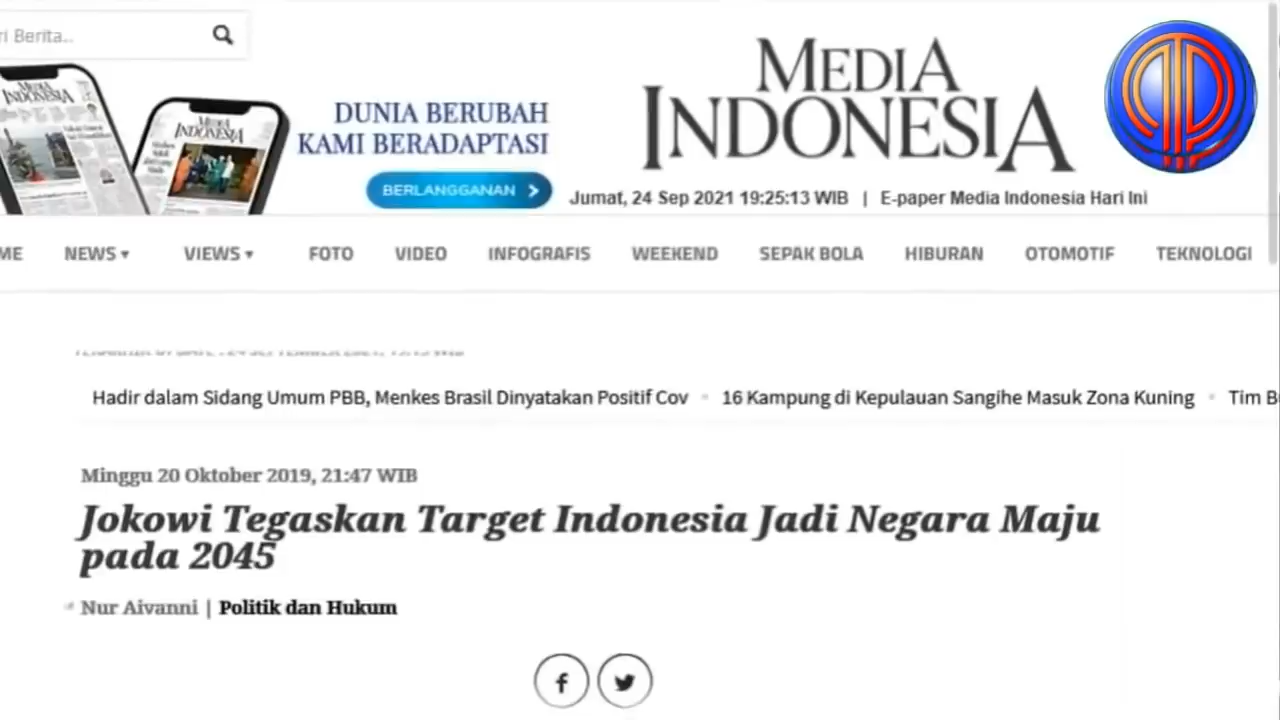 ri Berita..
MEDIA
INDONESIA
DUNIA BERUBAH
KAMI BERADAPTASI
BERLANGGANAN
Jumat, 24 Sep 2021 19:25:13 WIB | E-paper Media Indonesia Hari Ini
ME NEWS VIEWS FOTO VIDEO INFOGRAFIS WEEKEND SEPAK BOLA HIBURAN OTOMOTIF TEKNOLOGI
Hadir dalam Sidang Umum PBB, Menkes Brasil Dinyatakan Positif Cov • 16 Kampung di Kepulauan Sangihe Masuk Zona Kuning • Tim B
Minggu 20 Oktober 2019, 21:47 WIB
Jokowi Tegaskan Target Indonesia Jadi Negara Maju
pada 2045
Nur Aivanni | Politik dan Hukum